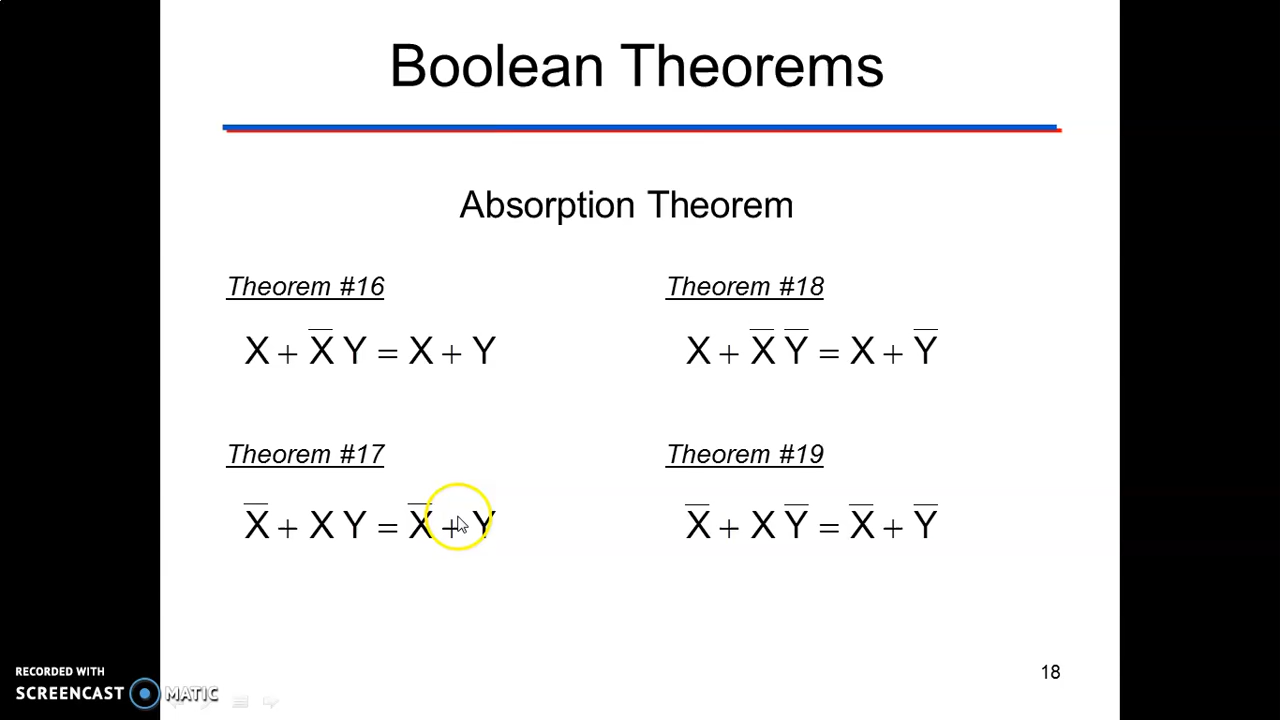 Boolean Theorems
Absorption Theorem
Theorem #16
X + X̅ Y = X + Y
Theorem #18
X + X̅ Y̅ = X + Y̅
Theorem #17
X̅ + X Y = X̅ + Y
Theorem #19
X̅ + X Y̅ = X̅ + Y̅
18
RECORDED WITH
SCREENCAST MATIC